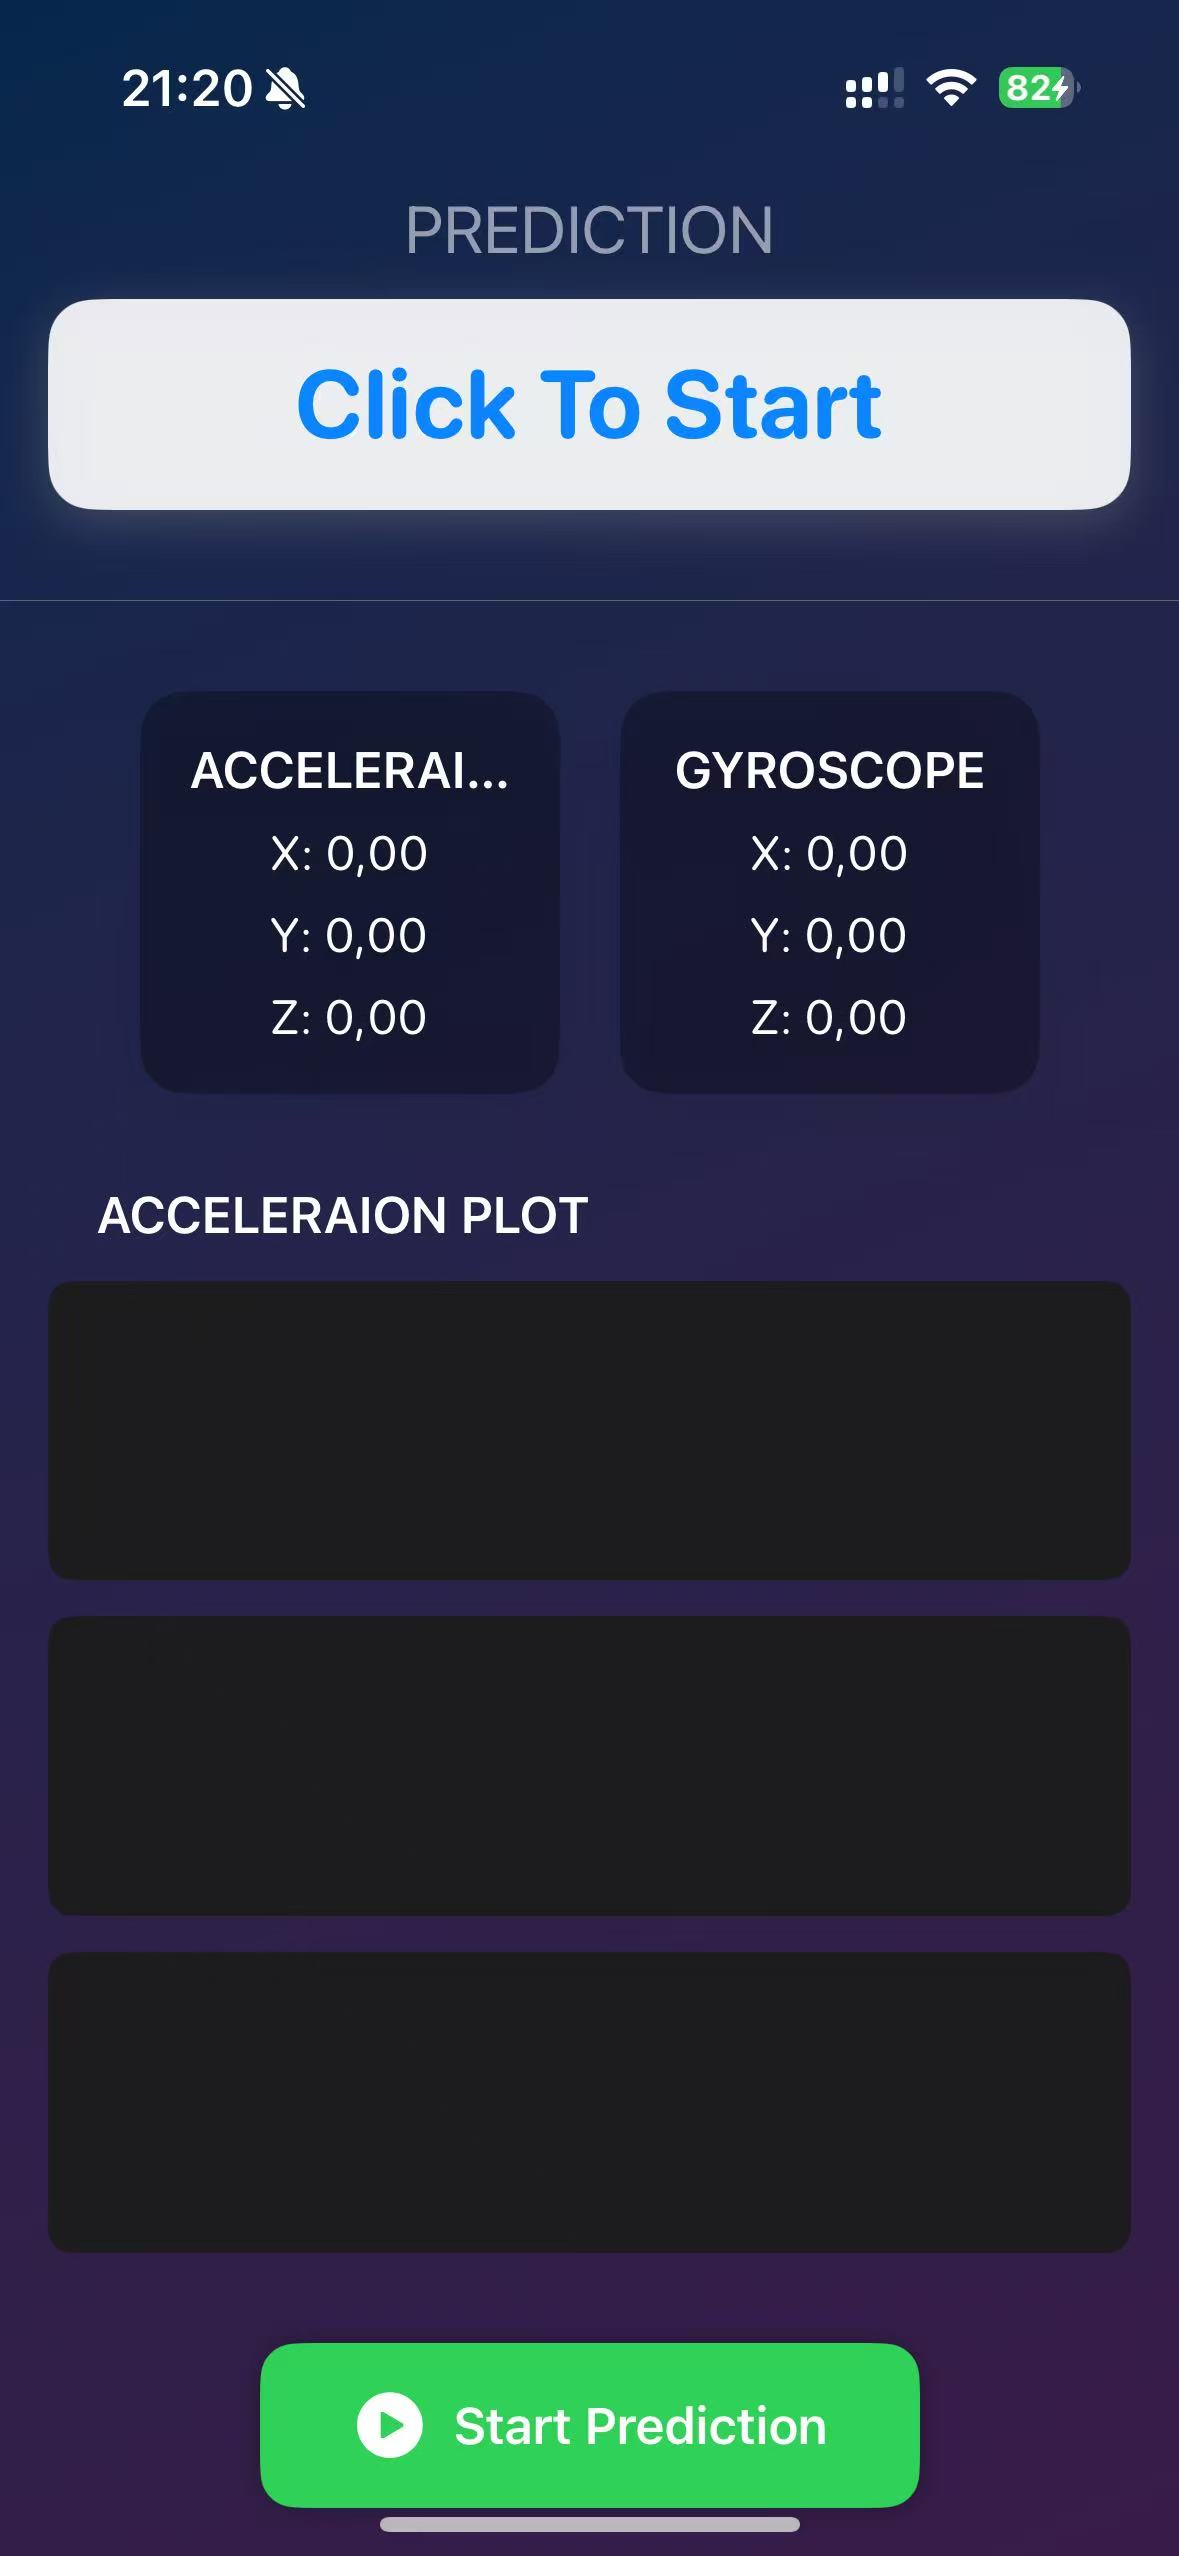 21:20
82
PREDICTION
Click To Start
ACCELERAI...
GYROSCOPE
X: 0,00
X: 0,00
Y: 0,00
Y: 0,00
Z: 0,00
Z: 0,00
ACCELERAION PLOT
Start Prediction